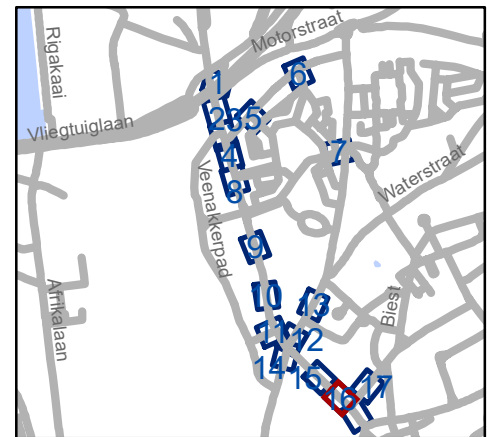 Motorstraat
Rigakaai
6
1
2
3
5
Vliegtuiglaan
7
4
Waterstraat
8
Veenakkerpad
9
Afrikalaan
10
13
Biest
11
12
14
15
17
16